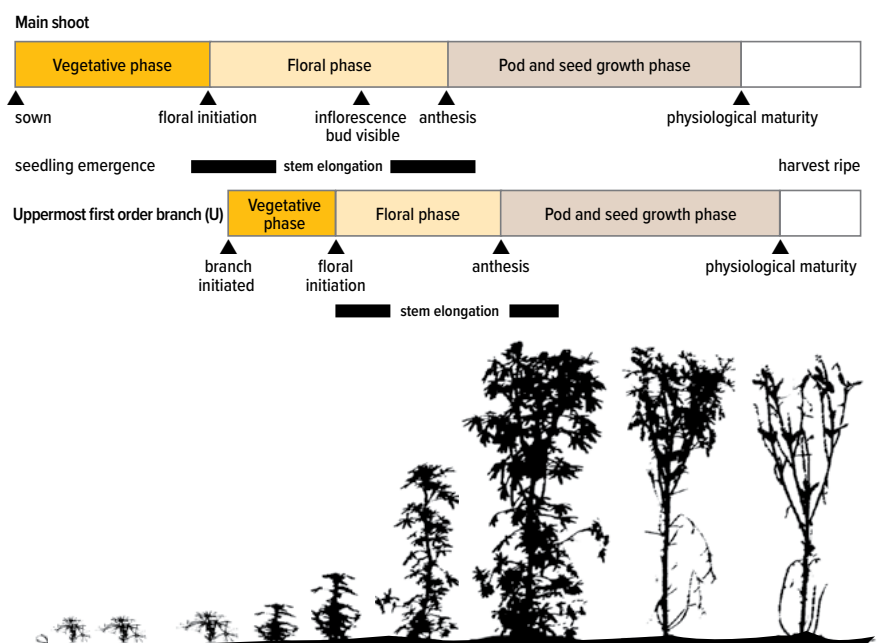 Main shoot
Vegetative phase
Floral phase
Pod and seed growth phase
sown
floral initiation
inflorescence
bud visible
anthesis
physiological maturity
seedling emergence
stem elongation
harvest ripe
Uppermost first order branch (U)
Vegetative
phase
Floral phase
Pod and seed growth phase
branch
initiated
floral
initiation
anthesis
physiological maturity
stem elongation